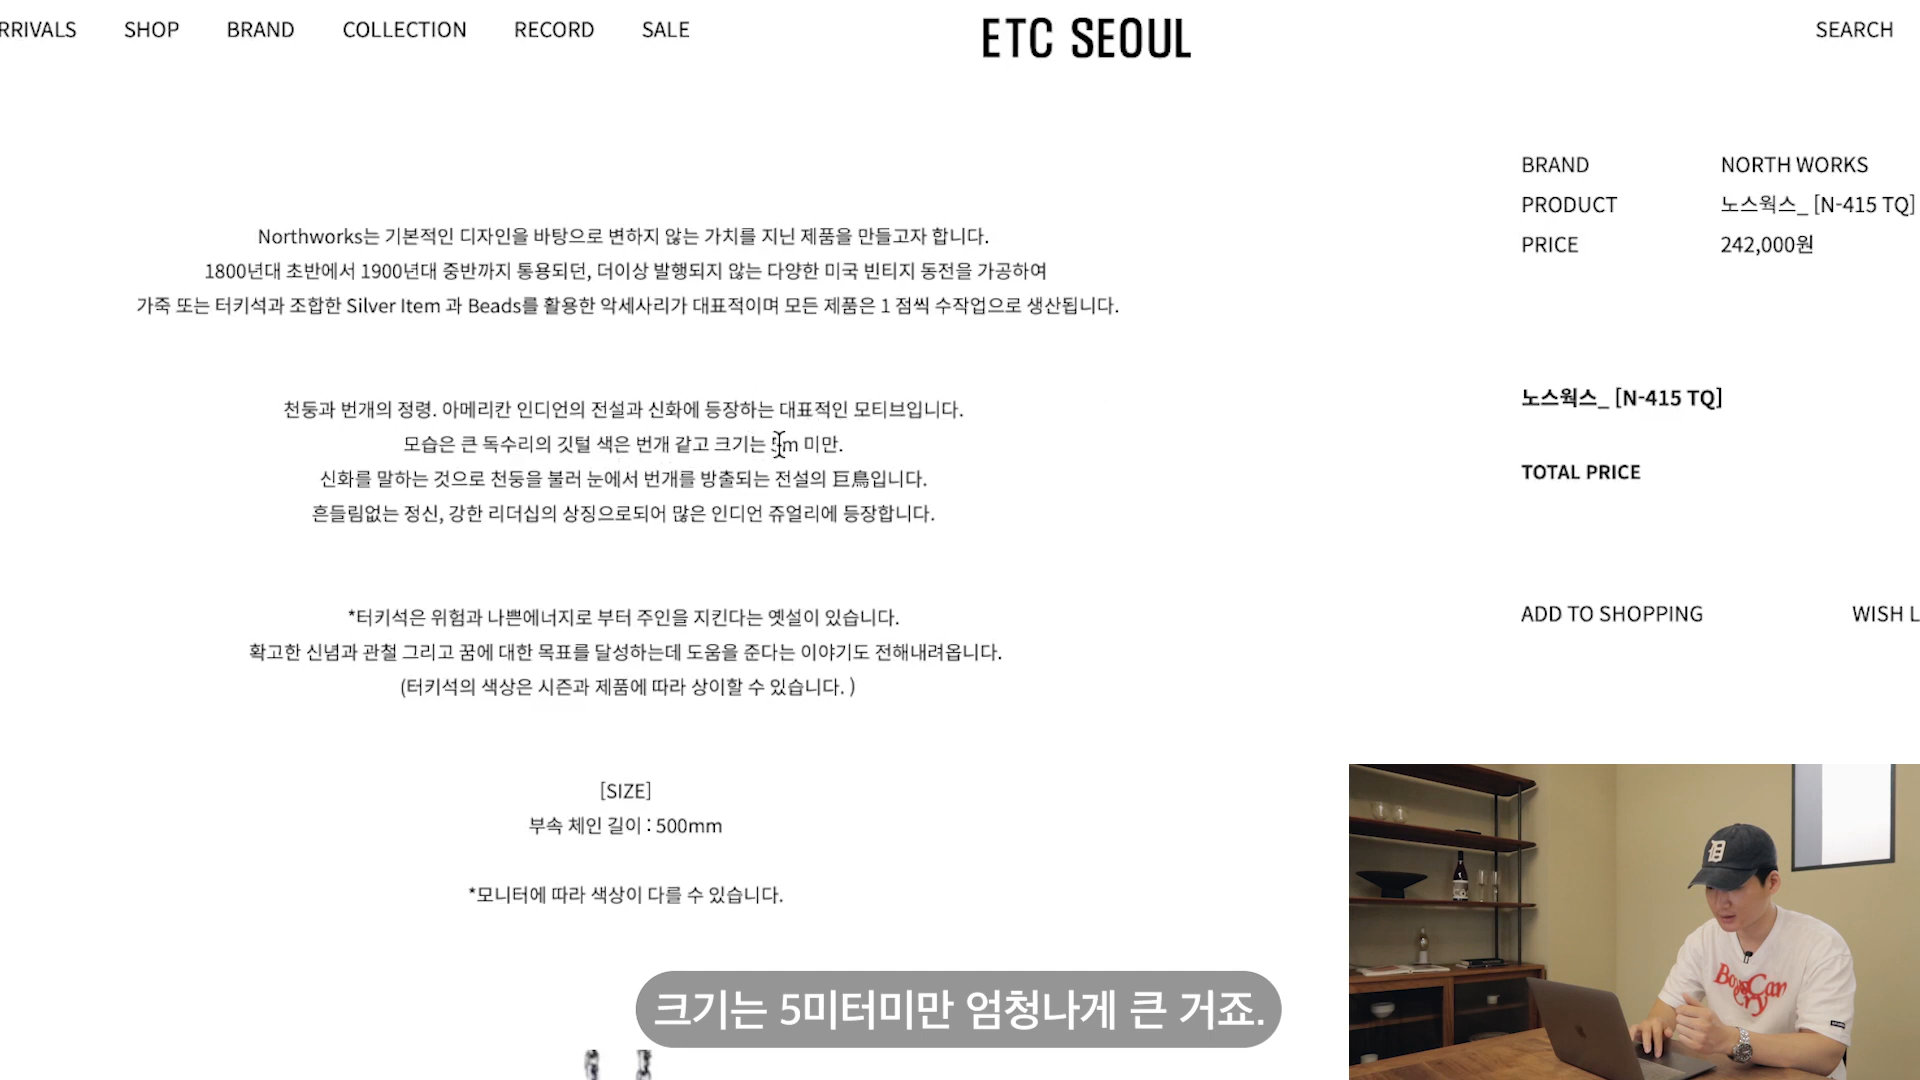 RRIVALS SHOP BRAND COLLECTION RECORD SALE ETC SEOUL SEARCH
BRAND NORTH WORKS
PRODUCT 노스웍스_ [N-415 TQ]
PRICE 242,000원
Northworks는 기본적인 디자인을 바탕으로 변하지 않는 가치를 지닌 제품을 만들고자 합니다.
1800년대 초반에서 1900년대 중반까지 통용되던, 더이상 발행되지 않는 다양한 미국 빈티지 동전을 가공하여
가죽 또는 터키석과 조합한 Silver Item 과 Beads를 활용한 악세사리가 대표적이며 모든 제품은 1 점씩 수작업으로 생산됩니다.
천둥과 번개의 정령. 아메리칸 인디언의 전설과 신화에 등장하는 대표적인 모티브입니다.
모습은 큰 독수리의 깃털 색은 번개 같고 크기는 5m 미만.
신화를 말하는 것으로 천둥을 불러 눈에서 번개를 방출되는 전설의 巨鳥입니다.
흔들림없는 정신, 강한 리더십의 상징으로되어 많은 인디언 쥬얼리에 등장합니다.
노스웍스_ [N-415 TQ]
TOTAL PRICE
ADD TO SHOPPING WISH L
*터키석은 위험과 나쁜에너지로 부터 주인을 지킨다는 옛설이 있습니다.
확고한 신념과 관철 그리고 꿈에 대한 목표를 달성하는데 도움을 준다는 이야기도 전해내려옵니다.
(터키석의 색상은 시즌과 제품에 따라 상이할 수 있습니다. )
[SIZE]
부속 체인 길이 : 500mm
*모니터에 따라 색상이 다를 수 있습니다.
크기는 5미터미만 엄청나게 큰 거죠.
Boys Can
Cry